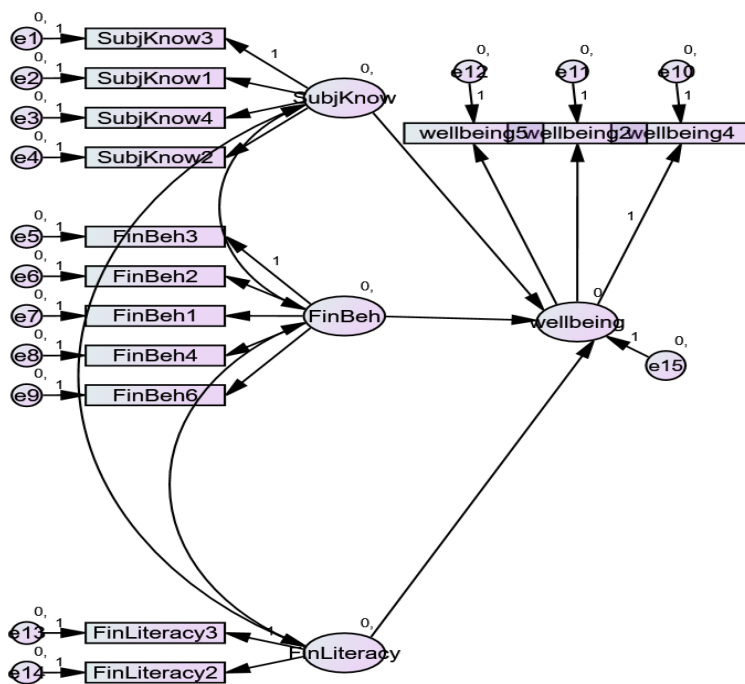 0,
e1
1
SubjKnow3
0,
e2
1
SubjKnow1
0,
e3
1
SubjKnow4
0,
e4
1
SubjKnow2
1
0,
SubjKnow
0,
e12
1
0,
e11
1
0,
e10
1
wellbeing5
wellbeing2
wellbeing4
0,
e5
1
FinBeh3
0,
e6
1
FinBeh2
0,
e7
1
FinBeh1
0,
e8
1
FinBeh4
0,
e9
1
FinBeh6
1
0,
FinBeh
1
0,
wellbeing
1
0,
e15
0,
e13
1
FinLiteracy3
0,
e14
1
FinLiteracy2
1
0,
FinLiteracy